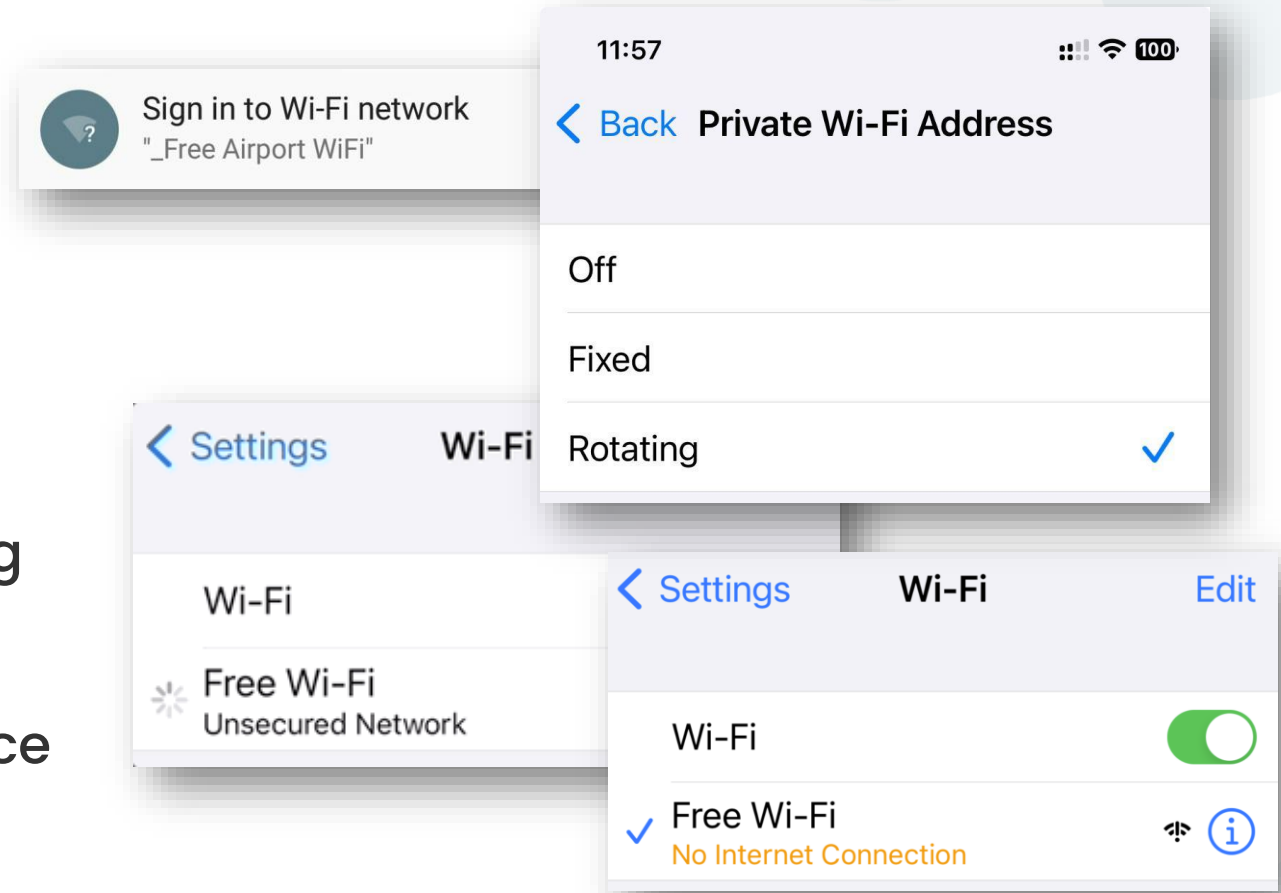 Sign in to Wi-Fi network
"_Free Airport WiFi"
11:57
100
Back Private Wi-Fi Address
Off
Fixed
Rotating
Settings Wi-Fi
Wi-Fi
Free Wi-Fi
Unsecured Network
g
ce
Settings Wi-Fi Edit
Wi-Fi
Free Wi-Fi
No Internet Connection